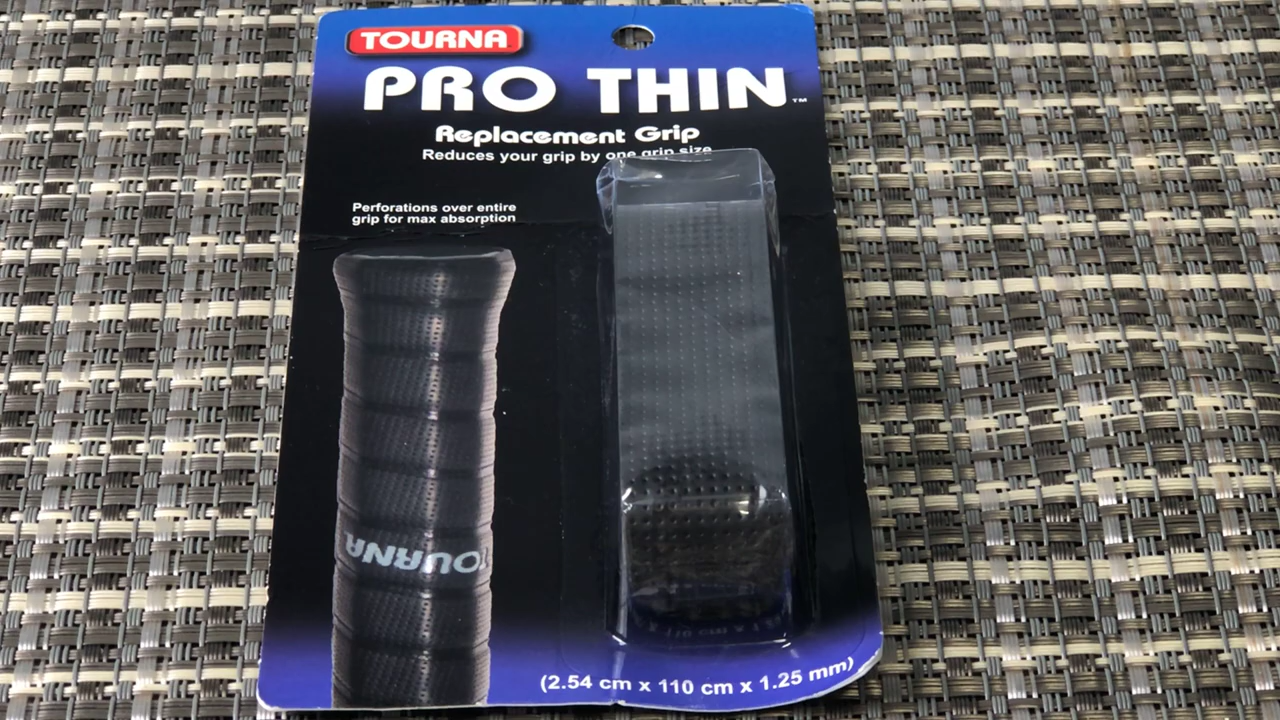 TOURNA
PRO THIN™
Replacement Grip
Reduces your grip by one grip size
Perforations over entire
grip for max absorption
TOURNA
(2.54 cm x 110 cm x 1.25 mm)